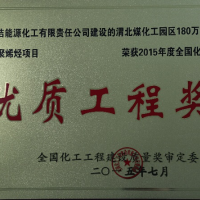 洁能源化工有限责任公司建设的渭北煤化工园区180万
聚烯烃项目 荣获2015年度全国化
优质工程奖
全国化工工程建设质量奖审定委
二〇一五年七月